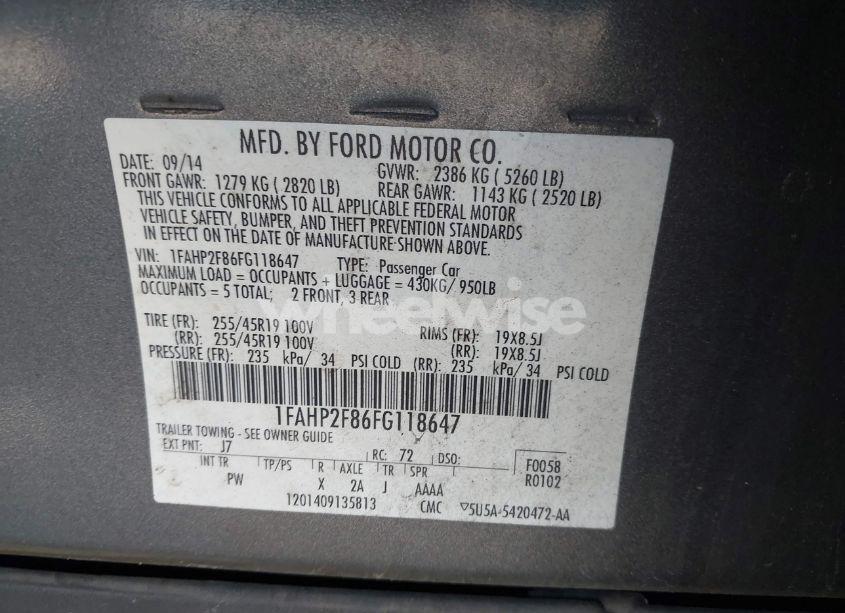 MFD. BY FORD MOTOR CO.
DATE: 09/14 GVWR: 2386 KG ( 5260 LB)
FRONT GAWR: 1279 KG ( 2820 LB) REAR GAWR: 1143 KG ( 2520 LB)
THIS VEHICLE CONFORMS TO ALL APPLICABLE FEDERAL MOTOR
VEHICLE SAFETY, BUMPER, AND THEFT PREVENTION STANDARDS
IN EFFECT ON THE DATE OF MANUFACTURE SHOWN ABOVE.
VIN: 1FAHP2F86FG118647 TYPE: Passenger Car
MAXIMUM LOAD = OCCUPANTS + LUGGAGE = 430KG/ 950LB
OCCUPANTS = 5 TOTAL; 2 FRONT, 3 REAR
wheelwise
TIRE (FR): 255/45R19 100V RIMS (FR): 19X8.5J
(RR): 255/45R19 100V (RR): 19X8.5J
PRESSURE (FR): 235 kPa/ 34 PSI COLD (RR): 235 kPa/ 34 PSI COLD
1FAHP2F86FG118647
TRAILER TOWING - SEE OWNER GUIDE
EXT PNT: J7 RC: 72 DSO: F0058
INT TR TP/PS R AXLE TR SPR R0102
PW X 2A J AAAA
1201409135813 CMC ▽5U5A-5420472-AA